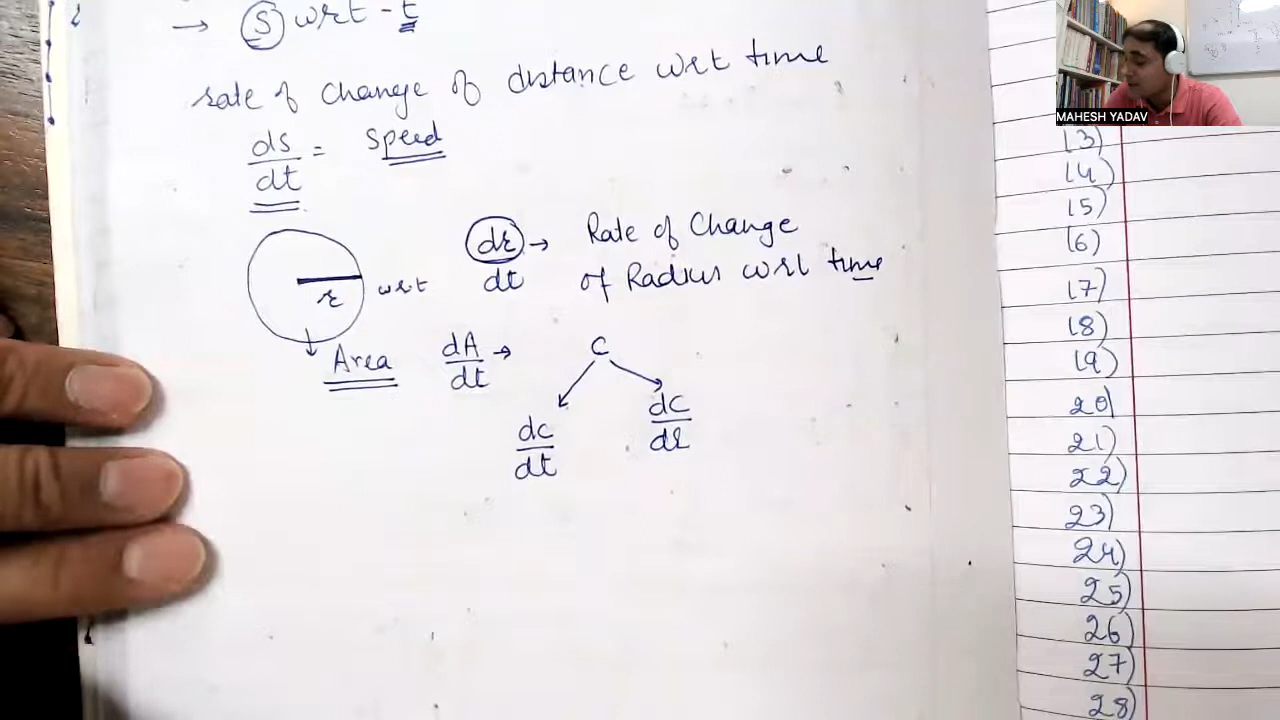 → S wrt - t
rate of change of distance wrt time
ds/dt = speed
r wrt dr/dt → Rate of Change
of Radius wrt time
Area dA/dt → C
dc/dt dc/dr
MAHESH YADAV
13)
14)
15)
16)
17)
18)
19)
20)
21)
22)
23)
24)
25)
26)
27)
28)